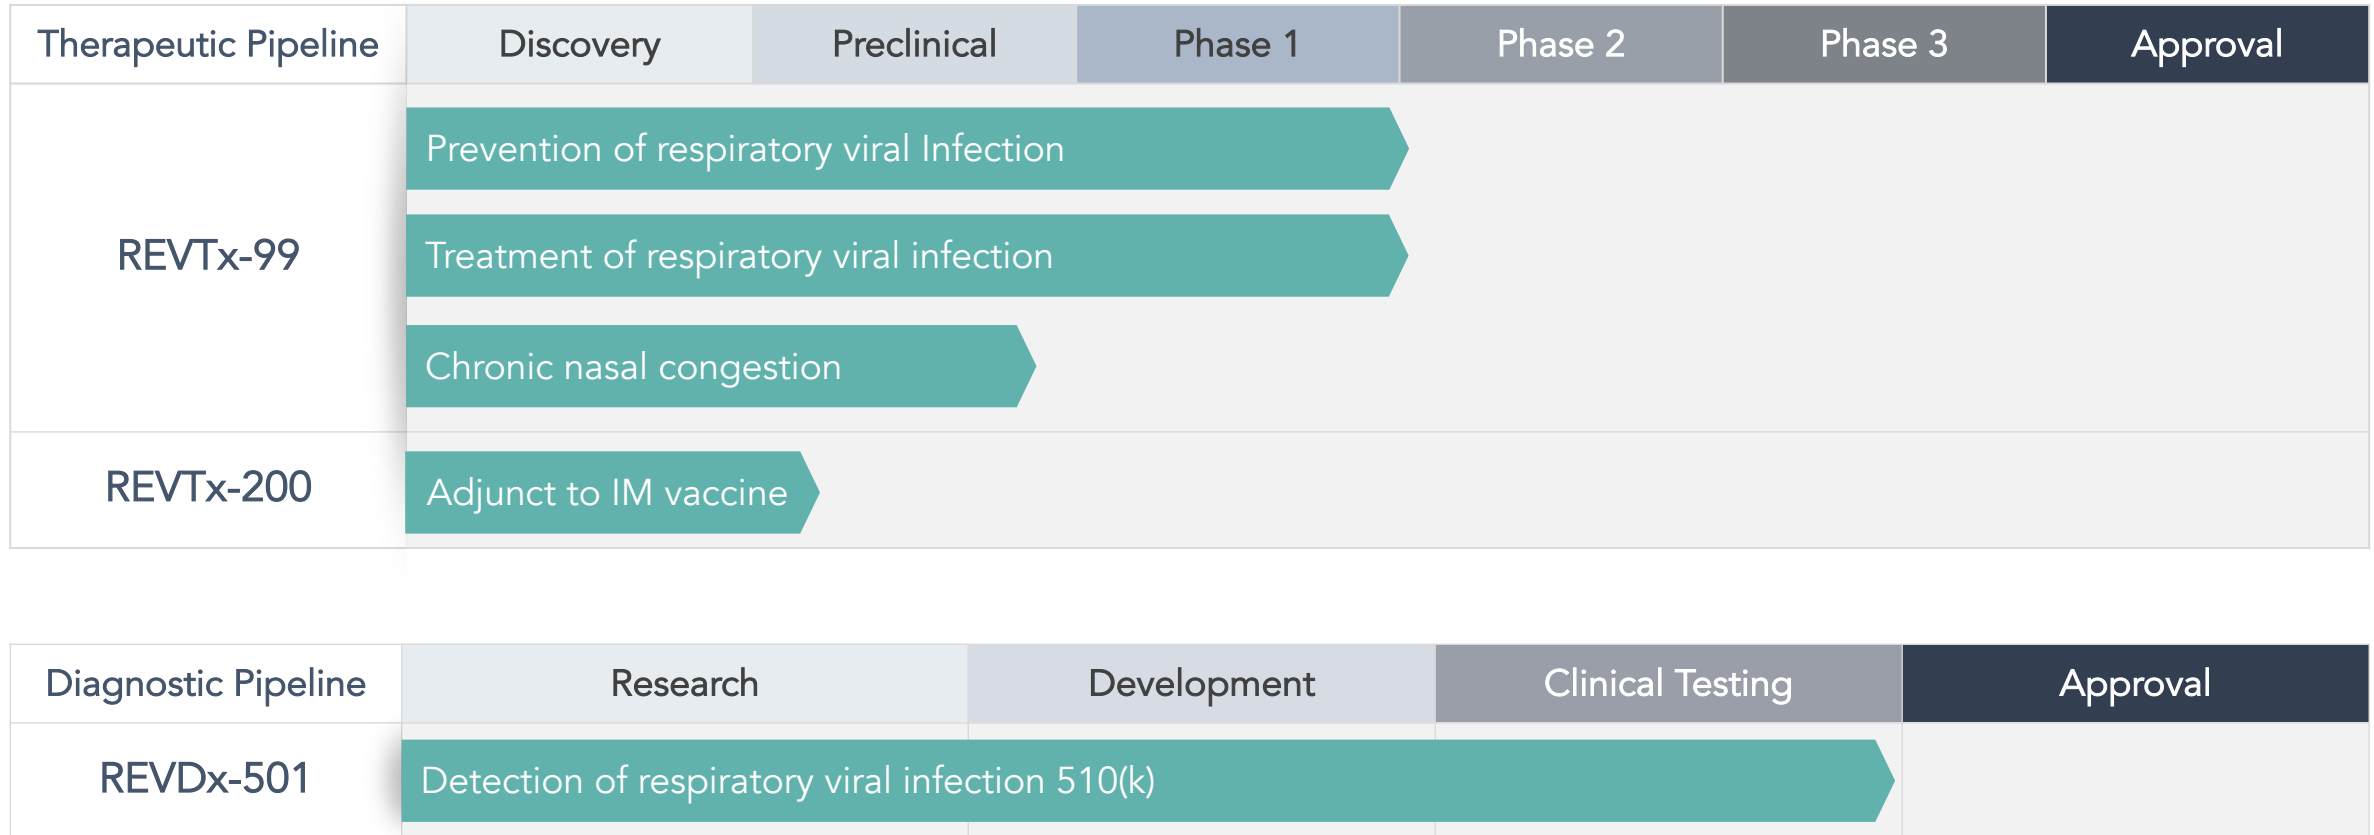 Therapeutic Pipeline Discovery Preclinical Phase 1 Phase 2 Phase 3 Approval
Prevention of respiratory viral Infection
REVTx-99 Treatment of respiratory viral infection
Chronic nasal congestion
REVTx-200 Adjunct to IM vaccine
Diagnostic Pipeline Research Development Clinical Testing Approval
REVDx-501 Detection of respiratory viral infection 510(k)